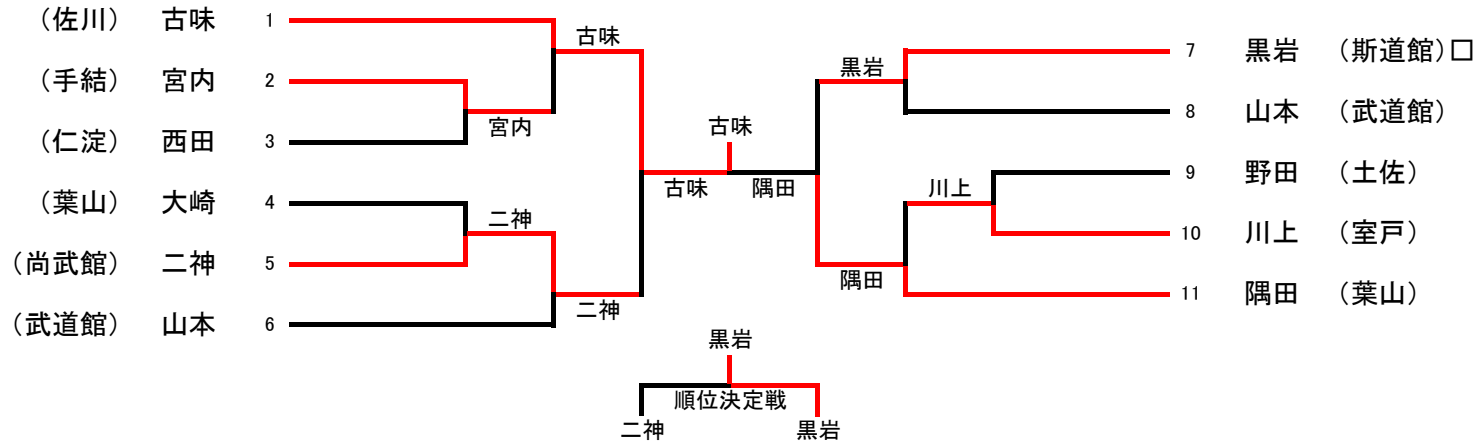 （佐川） 古味 1
古味
7 黒岩 （斯道館）□
（手結） 宮内 2
黒岩
宮内
8 山本 （武道館）
（仁淀） 西田 3
古味
9 野田 （土佐）
古味
隅田
川上
（葉山） 大崎 4
二神
10 川上 （室戸）
（尚武館） 二神 5
隅田
11 隅田 （葉山）
二神
（武道館） 山本 6
黒岩
順位決定戦
二神
黒岩